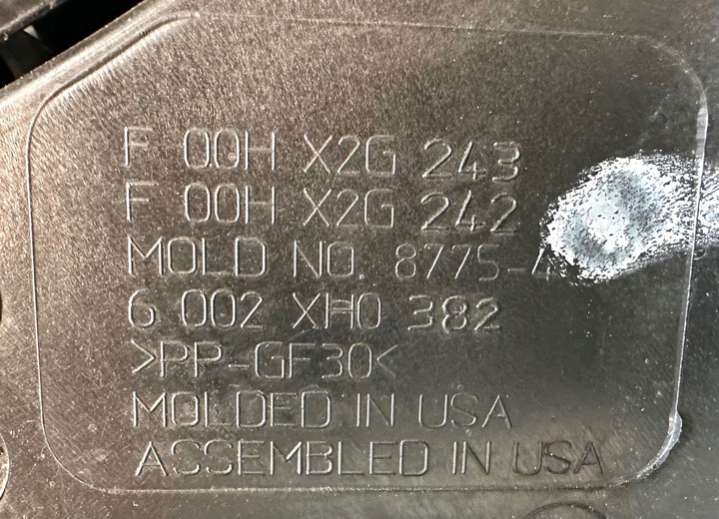 F 00H X2G 243
F 00H X2G 242
MOLD NO. 8775-4
6 002 XH0 382
>PP-GF30<
MOLDED IN USA
ASSEMBLED IN USA